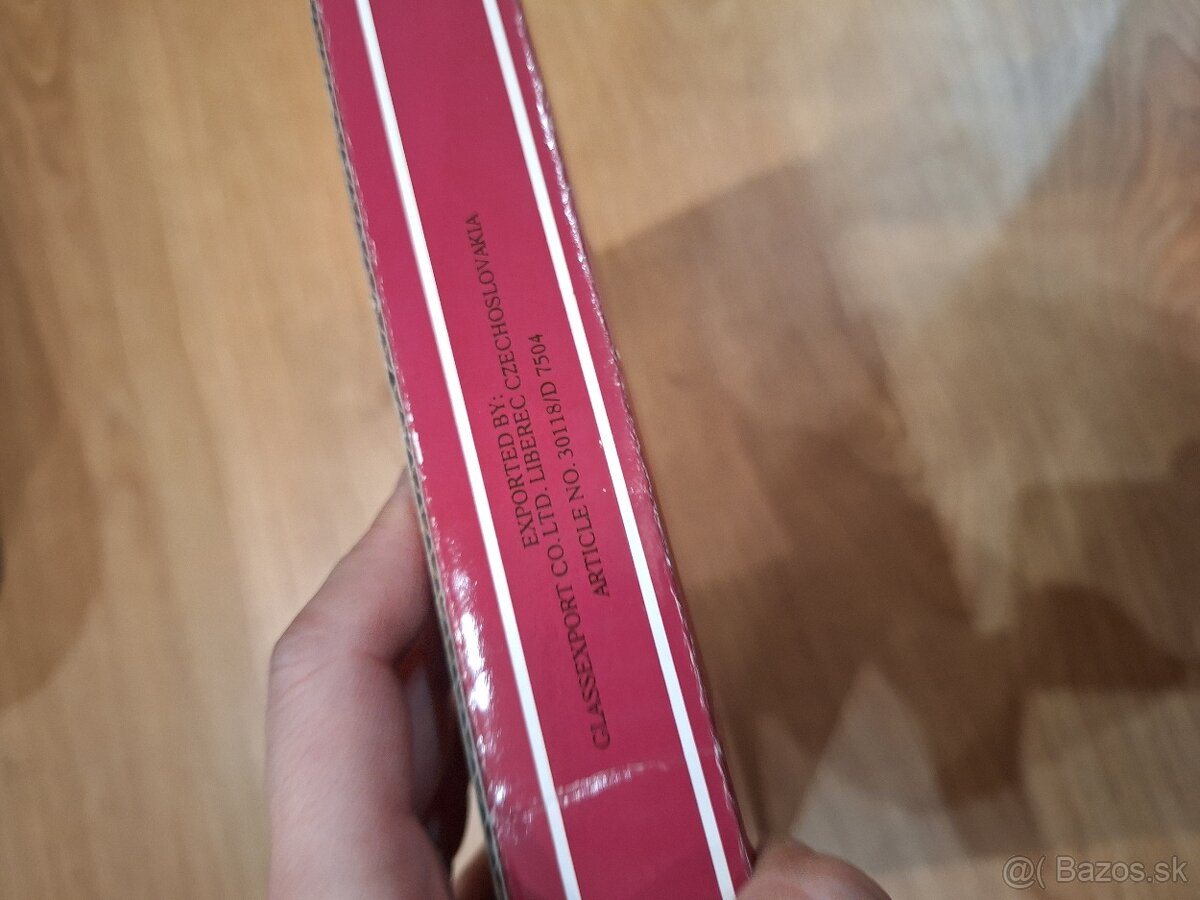 EXPORTED BY:
GLASSEXPORT CO. LTD. LIBEREC CZECHOSLOVAKIA
ARTICLE NO. 30118/D 7504
@( Bazos.sk